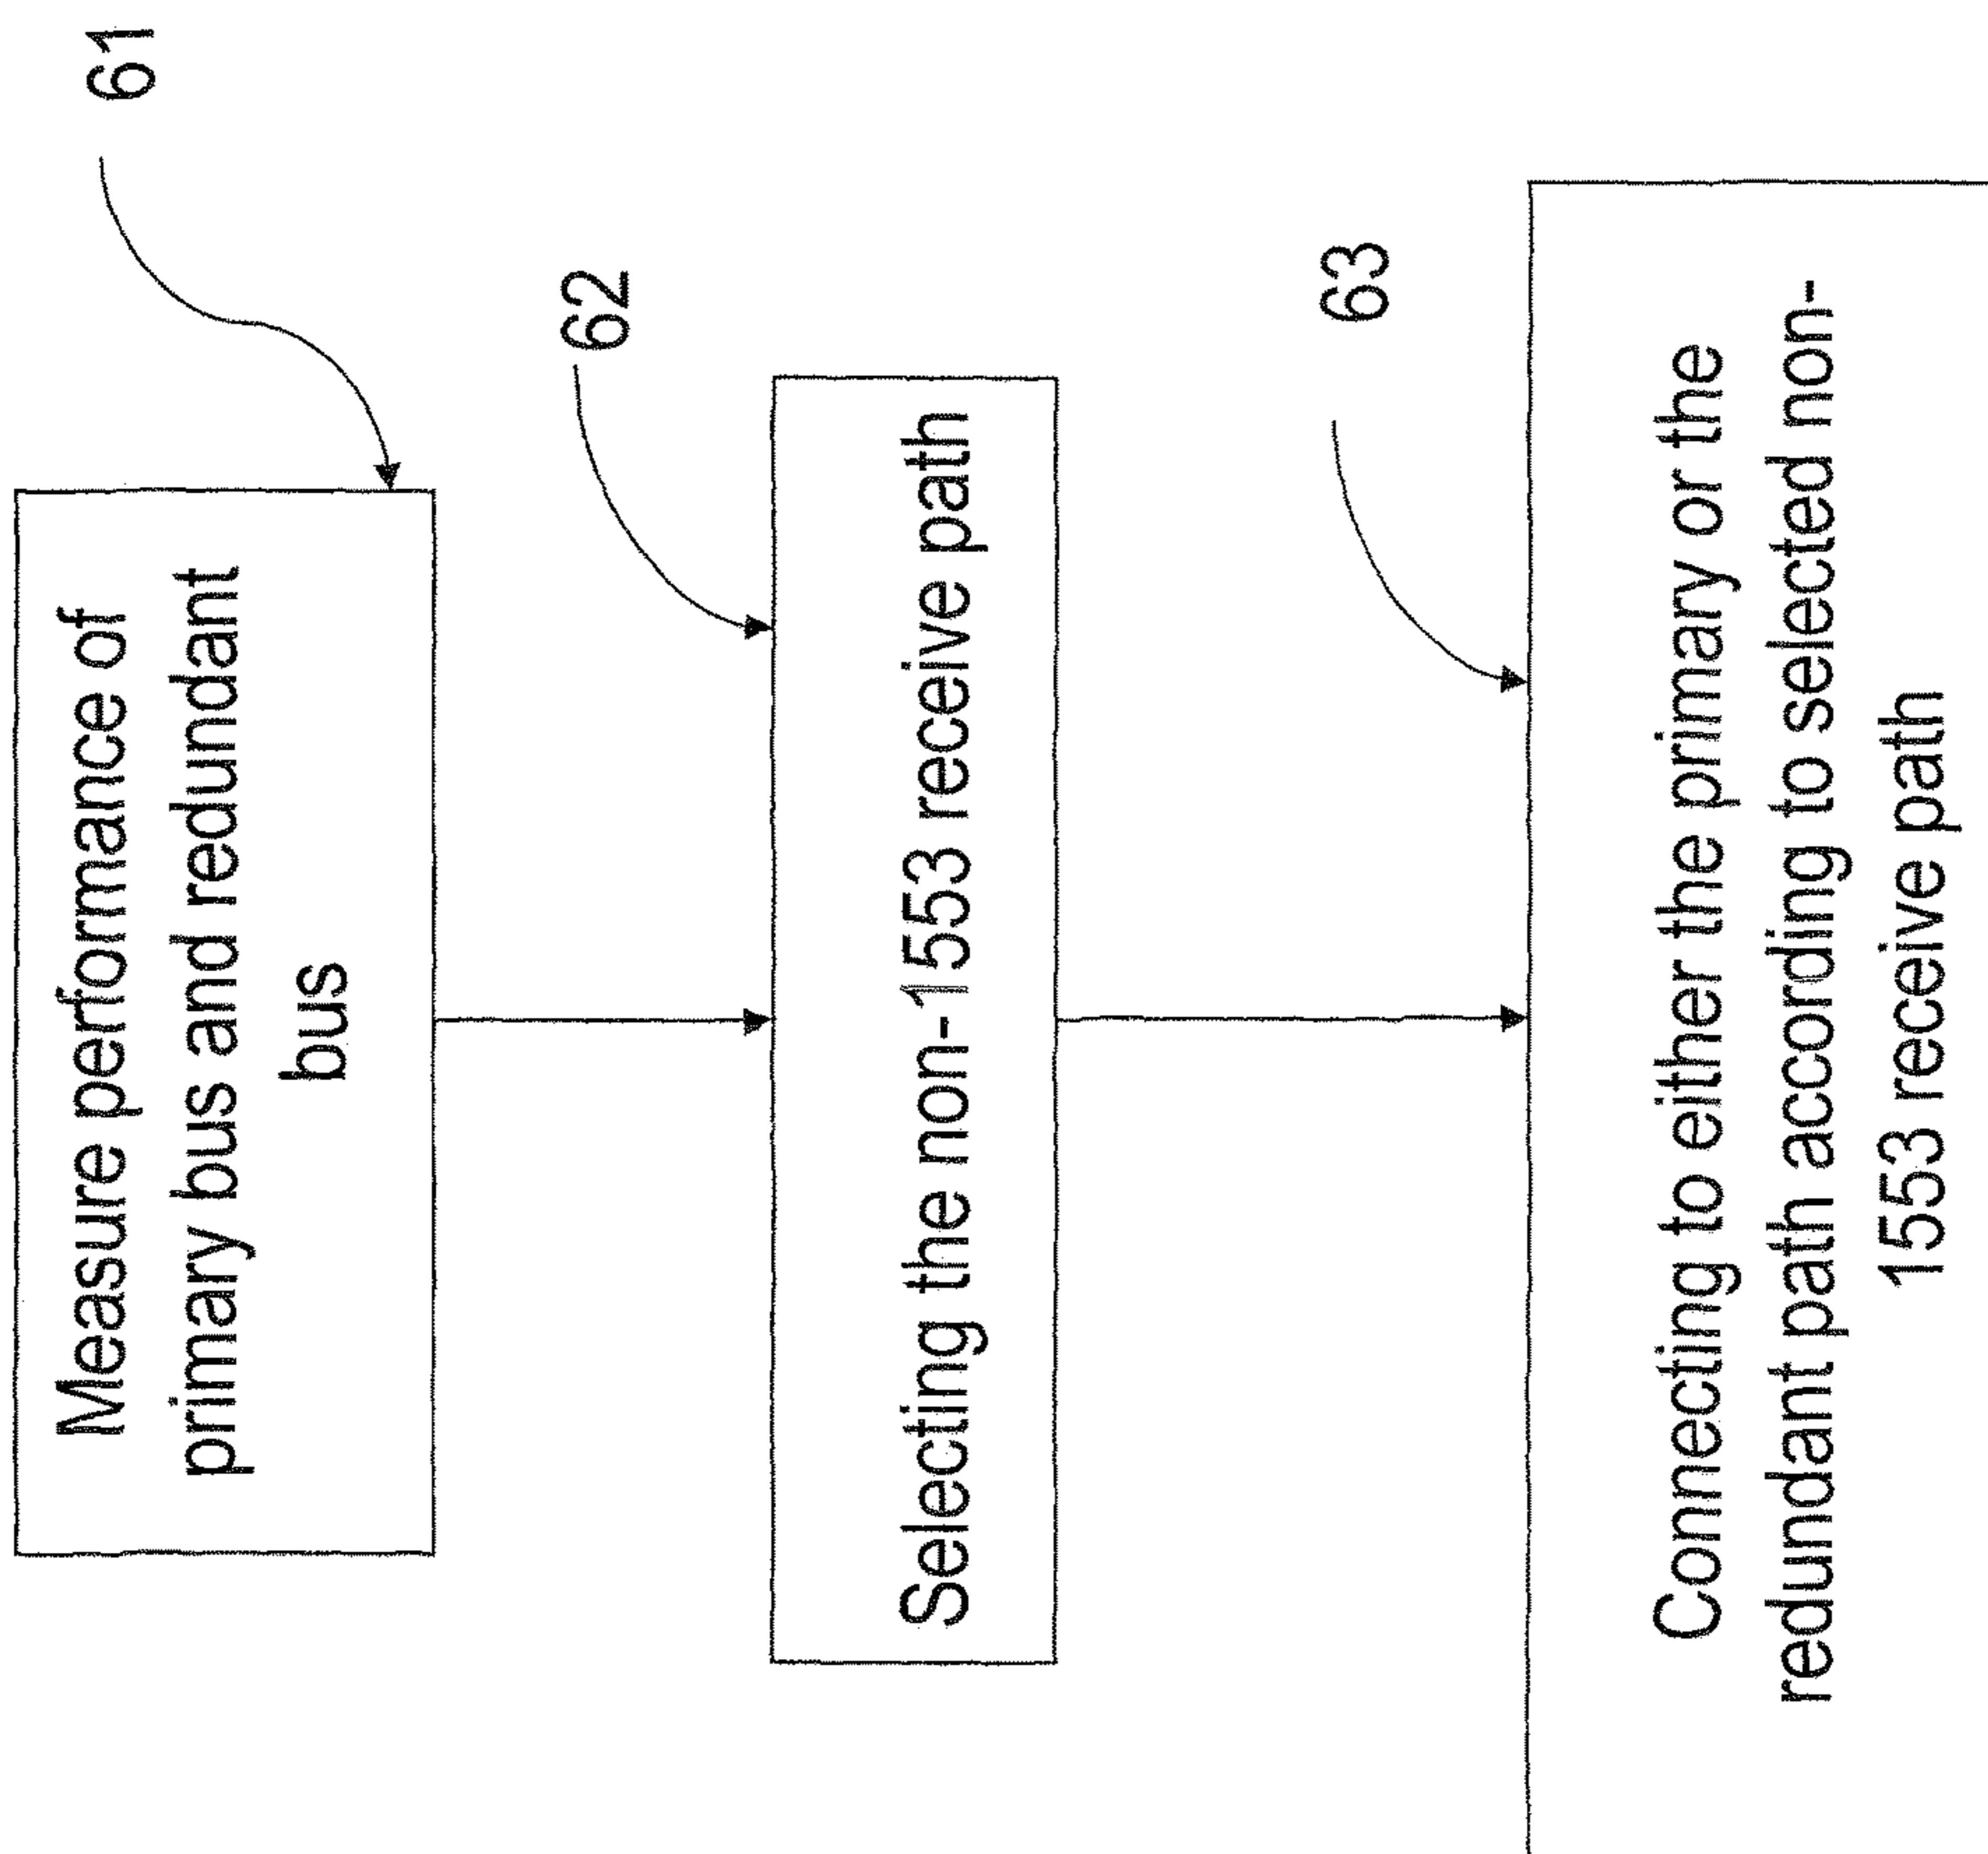 61
Measure performance of
primary bus and redundant
bus
62
Selecting the non-1553 receive path
63
Connecting to either the primary or the
redundant path according to selected non-
1553 receive path